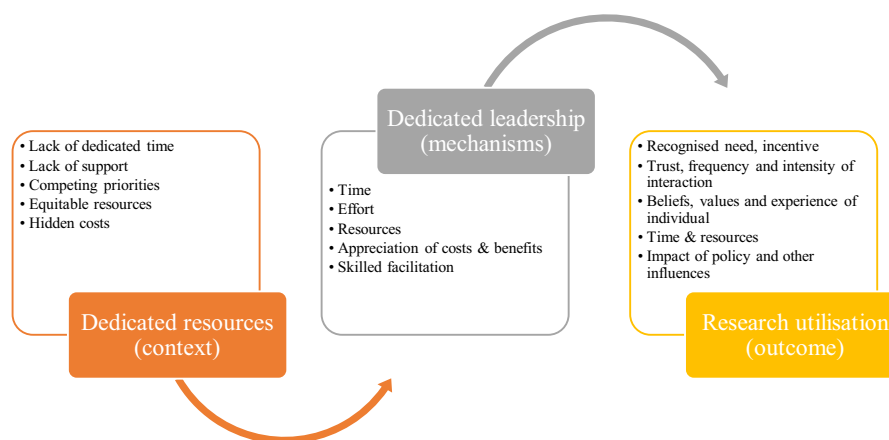 • Lack of dedicated time
• Lack of support
• Competing priorities
• Equitable resources
• Hidden costs
Dedicated resources
(context)
Dedicated leadership
(mechanisms)
• Time
• Effort
• Resources
• Appreciation of costs & benefits
• Skilled facilitation
• Recognised need, incentive
• Trust, frequency and intensity of
interaction
• Beliefs, values and experience of
individual
• Time & resources
• Impact of policy and other
influences
Research utilisation
(outcome)